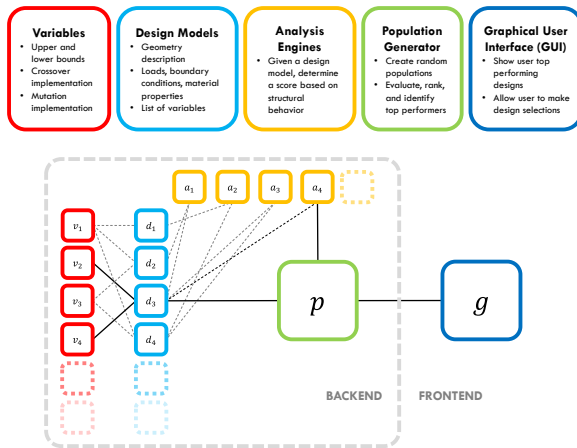 Variables
• Upper and
lower bounds
• Crossover
implementation
• Mutation
implementation
Design Models
• Geometry
description
• Loads, boundary
conditions, material
properties
• List of variables
Analysis
Engines
• Given a design
model, determine
a score based on
structural
behavior
Population
Generator
• Create random
populations
• Evaluate, rank,
and identify
top performers
Graphical User
Interface (GUI)
• Show user top
performing
designs
• Allow user to make
design selections
a₁ a₂ a₃ a₄
v₁ d₁
v₂ d₂
v₃ d₃
v₄ d₄
p
g
BACKEND FRONTEND